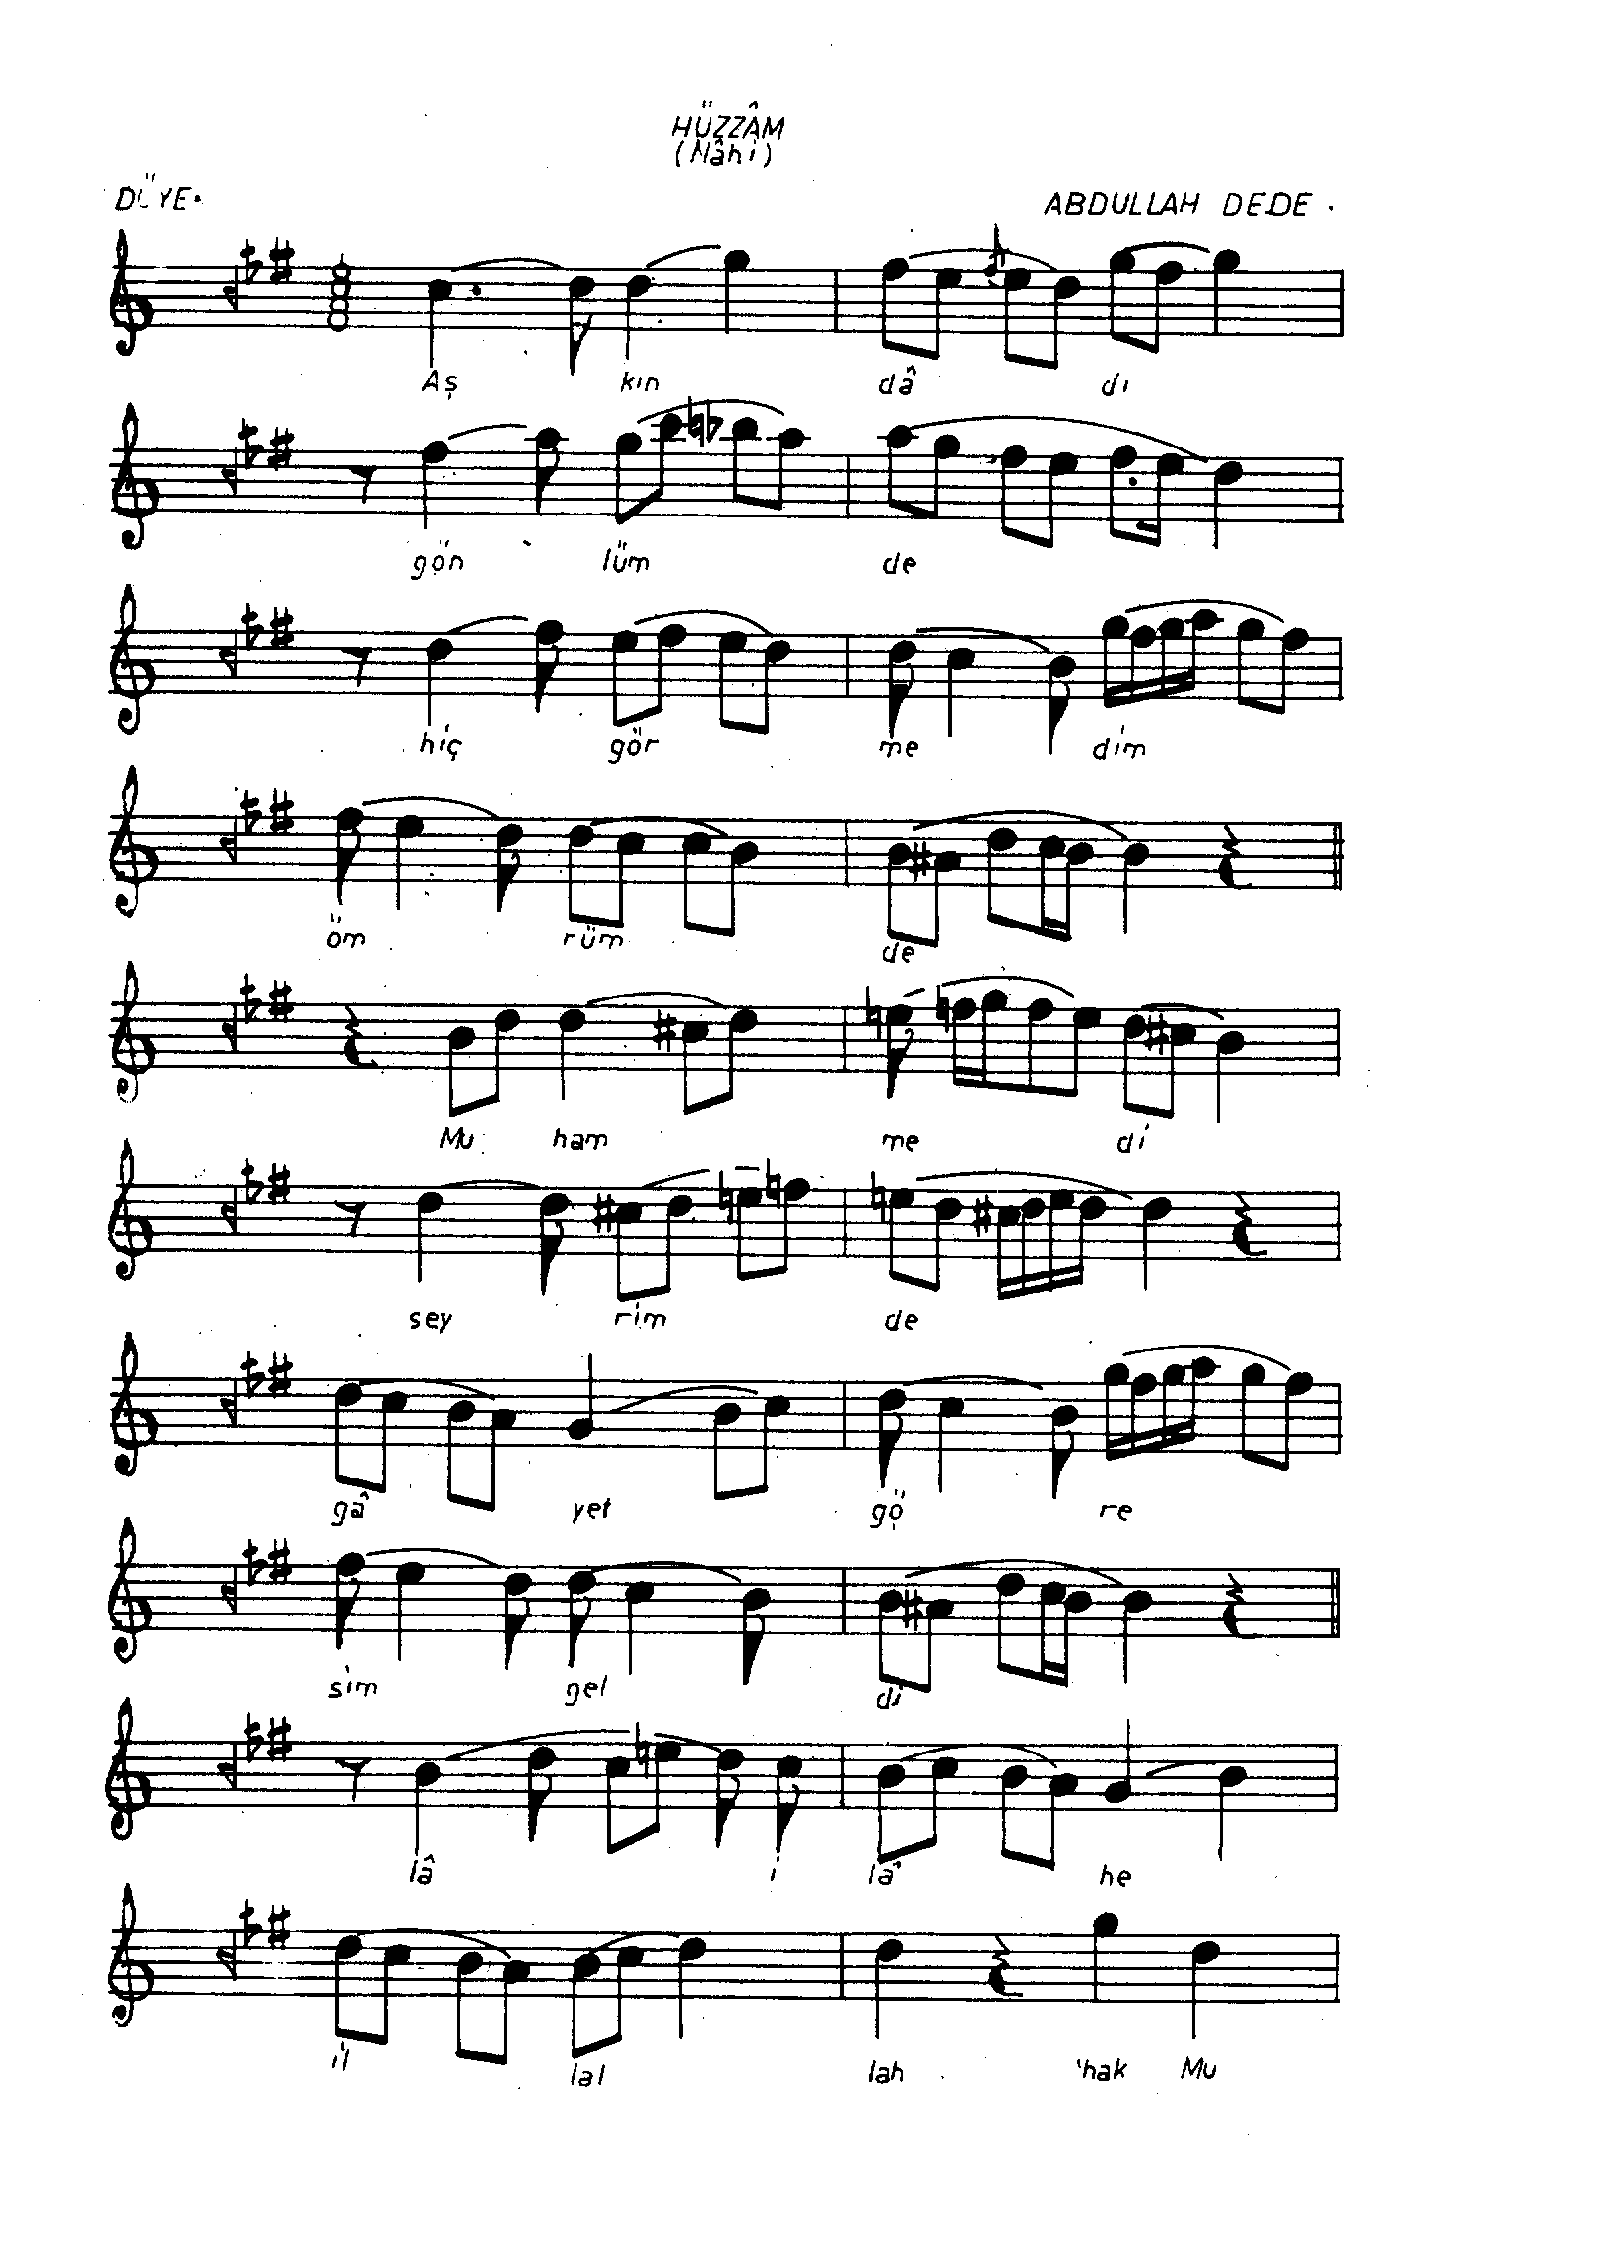 HÜZZÂM
(Nâhi)
DÜYE.
ABDULLAH DEDE.
Aş kın dâ dı
gön lüm de
hiç gör me dim
öm rüm de
Mu ham me di
sey rim de
gâ yet gö re
sim gel di
lâ i lâ he
il lal lah hak Mu